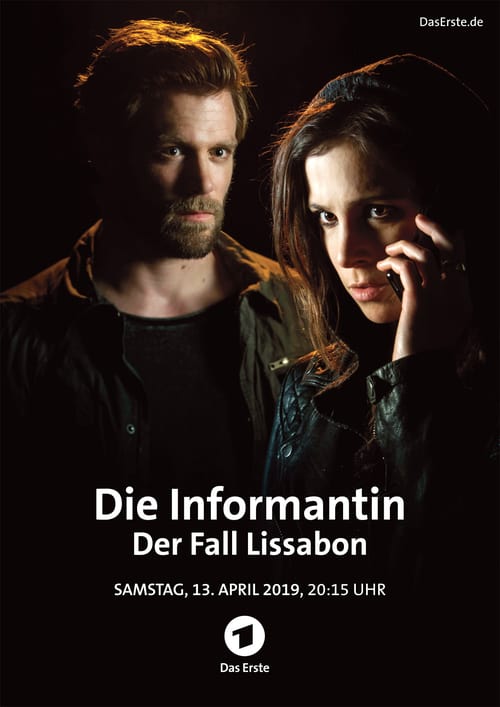 DasErste.de
Die Informantin
Der Fall Lissabon
SAMSTAG, 13. APRIL 2019, 20:15 UHR
1
Das Erste